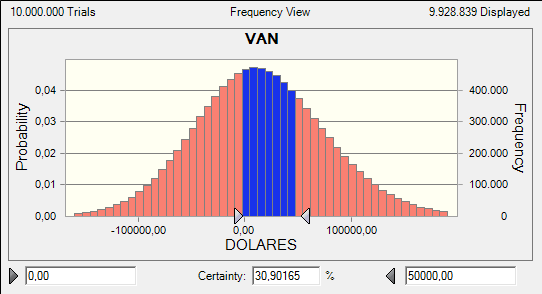 10.000.000 Trials Frequency View 9.928.839 Displayed
VAN
0,04 400.000
0,03 300.000
0,02 200.000
0,01 100.000
0,00 0
Probability
Frequency
-100000,00 0,00 100000,00
DOLARES
0,00 Certainty: 30,90165 % 50000,00